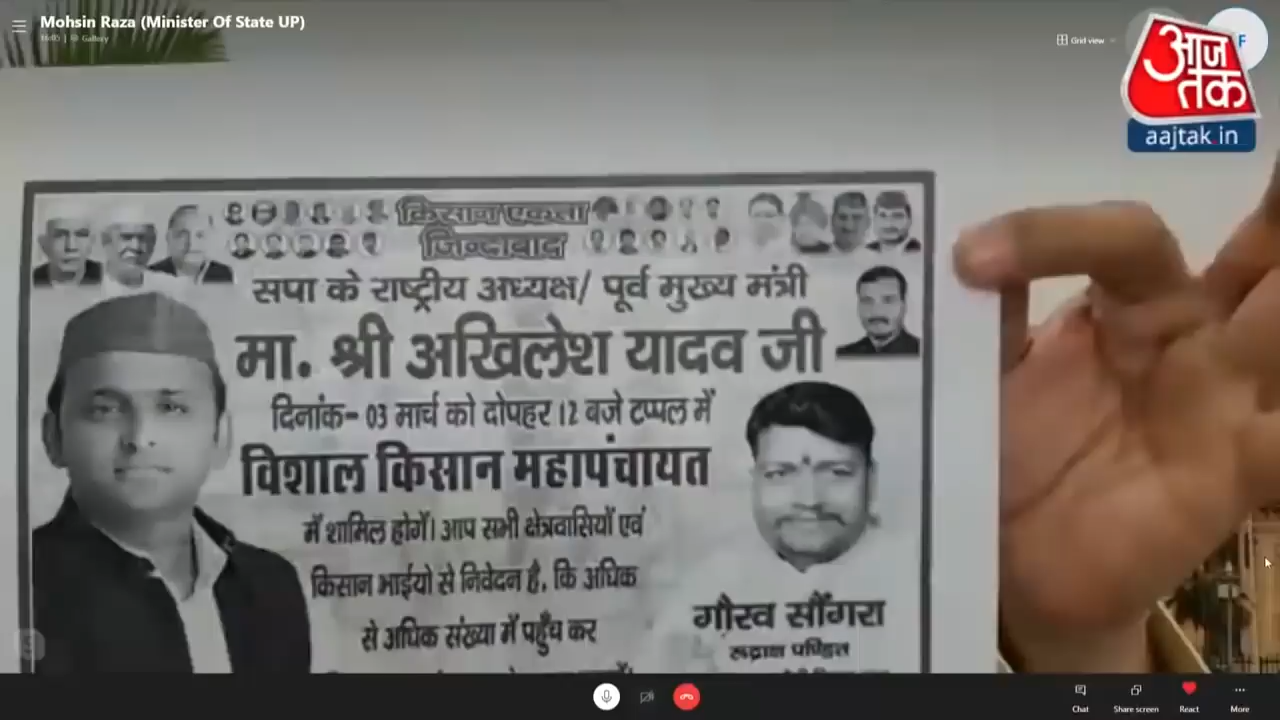 Mohsin Raza (Minister Of State UP)
Gallery
Grid view
F
आज
तक
aajtak.in
किसान एकता
जिन्दाबाद
सपा के राष्ट्रीय अध्यक्ष/ पूर्व मुख्य मंत्री
मा. श्री अखिलेश यादव जी
दिनांक- 03 मार्च को दोपहर 12 बजे टप्पल में
विशाल किसान महापंचायत
में शामिल होगें। आप सभी क्षेत्रवासियों एवं
किसान भाईयो से निवेदन है, कि अधिक
से अधिक संख्या में पहुँच कर
गौरव सौंगरा
रूद्राक्ष पण्डित
Chat
Share screen
React
More